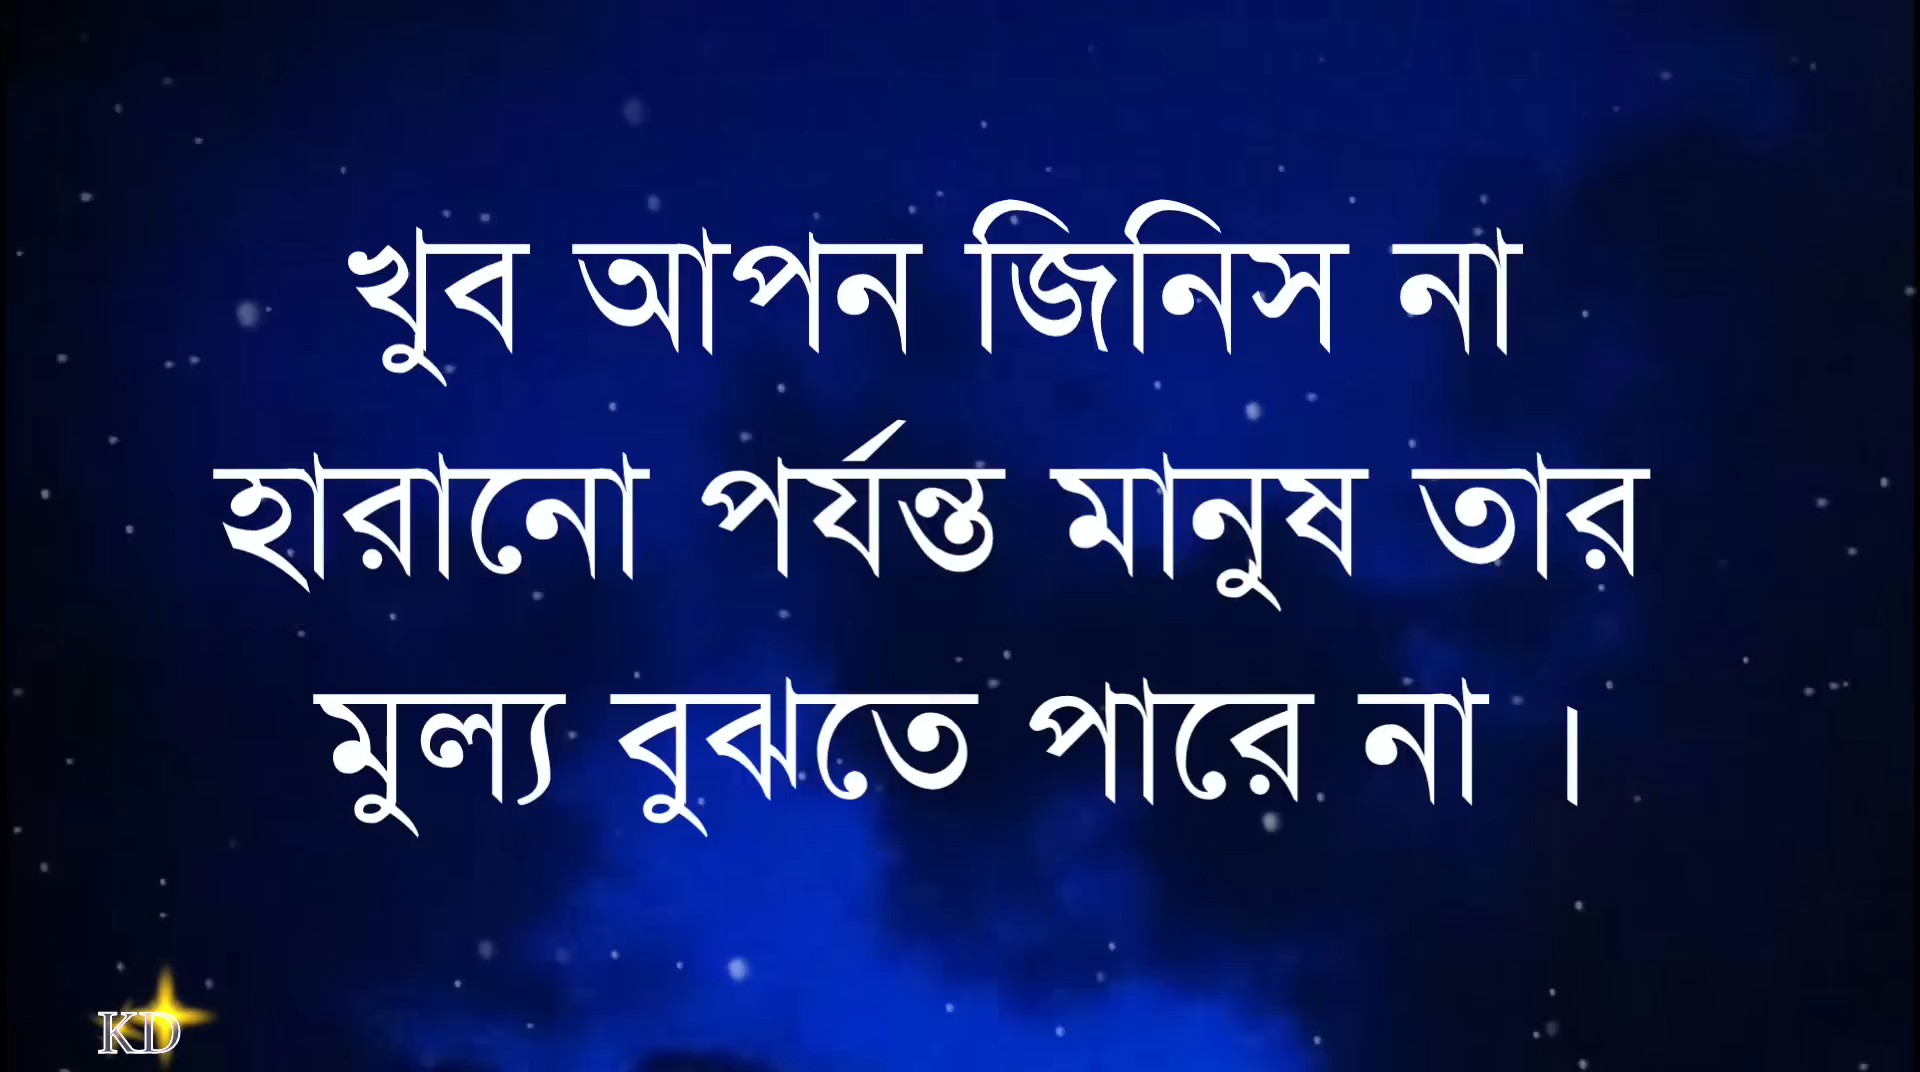 খুব আপন জিনিস না
হারানো পর্যন্ত মানুষ তার
মুল্য বুঝতে পারে না ।
KD